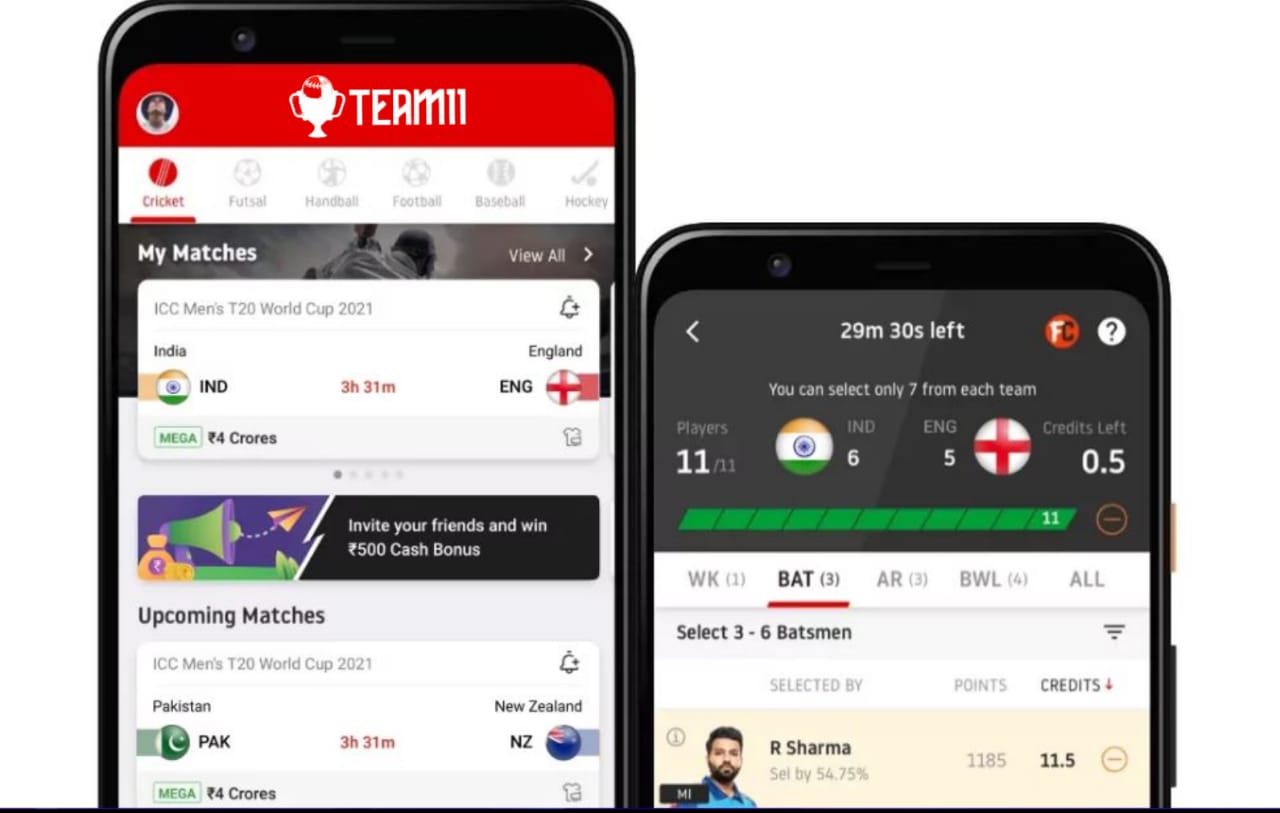 TEAM11
Cricket Futsal Handball Football Baseball Hockey
My Matches View All
ICC Men's T20 World Cup 2021
India England
IND 3h 31m ENG
MEGA ₹4 Crores
Invite your friends and win
₹500 Cash Bonus
Upcoming Matches
ICC Men's T20 World Cup 2021
Pakistan New Zealand
PAK 3h 31m NZ
MEGA ₹4 Crores
29m 30s left FC ?
You can select only 7 from each team
Players IND ENG Credits Left
11/11 6 5 0.5
11
WK (1) BAT (3) AR (3) BWL (4) ALL
Select 3 - 6 Batsmen
SELECTED BY POINTS CREDITS
R Sharma
1185 11.5
Sel by 54.75%
MI